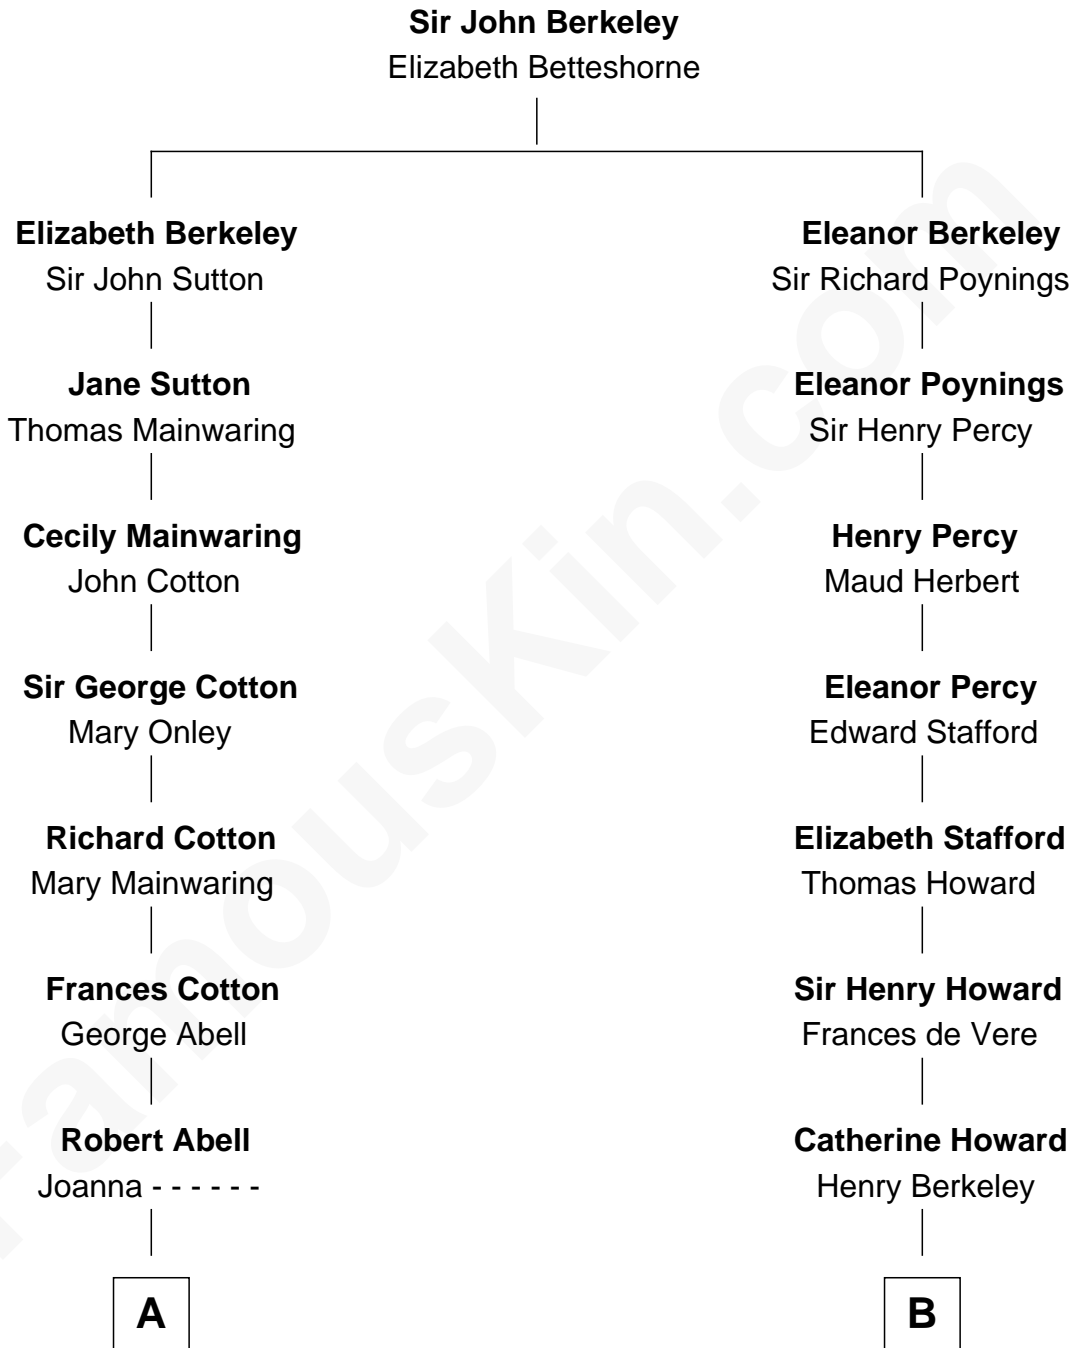 Sir John Berkeley
Elizabeth Betteshorne
Elizabeth Berkeley
Sir John Sutton
Jane Sutton
Thomas Mainwaring
Cecily Mainwaring
John Cotton
Sir George Cotton
Mary Onley
Richard Cotton
Mary Mainwaring
Frances Cotton
George Abell
Robert Abell
Joanna - - - - - -
A
Eleanor Berkeley
Sir Richard Poynings
Eleanor Poynings
Sir Henry Percy
Henry Percy
Maud Herbert
Eleanor Percy
Edward Stafford
Elizabeth Stafford
Thomas Howard
Sir Henry Howard
Frances de Vere
Catherine Howard
Henry Berkeley
B
FamousKin.com